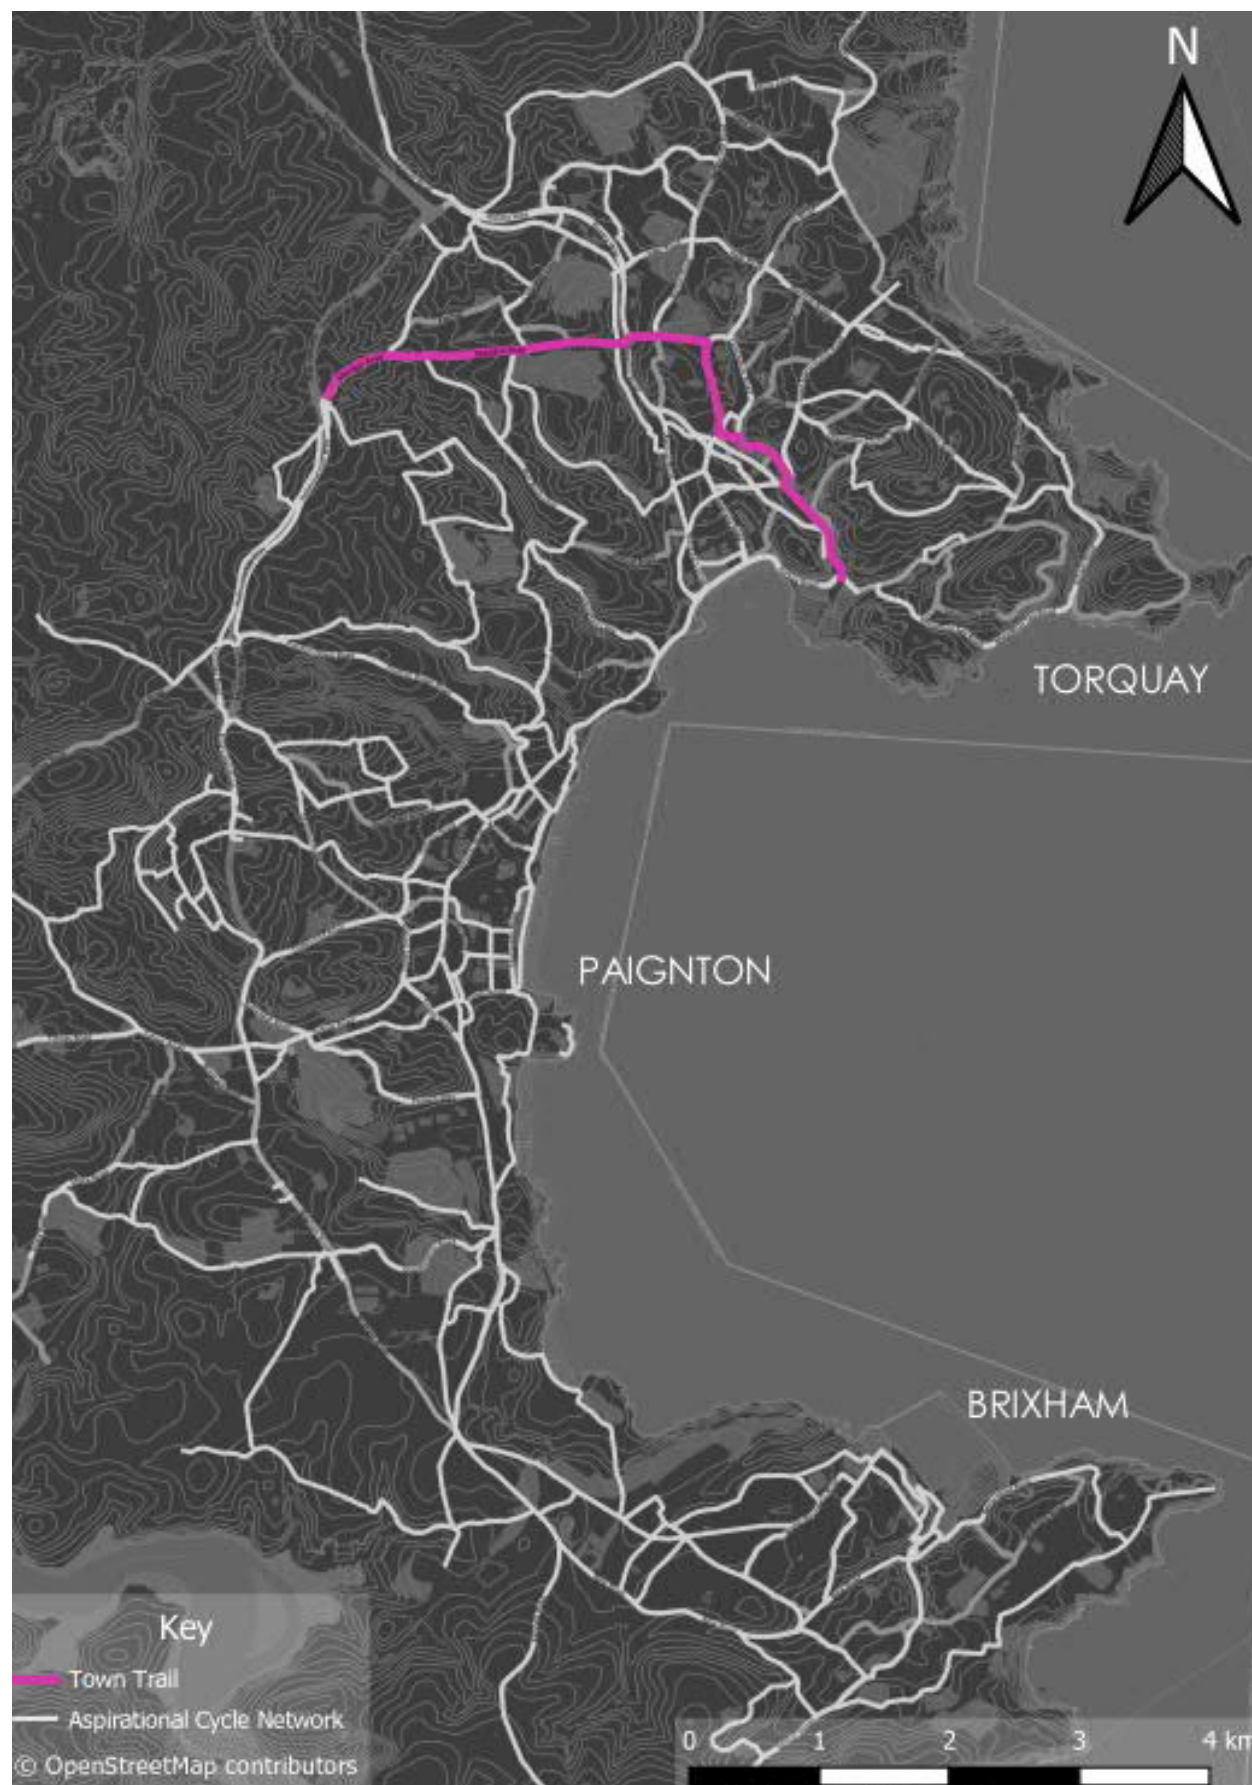 N
TORQUAY
PAIGNTON
BRIXHAM
Key
Town Trail
Aspirational Cycle Network
© OpenStreetMap contributors
0 1 2 3 4 km